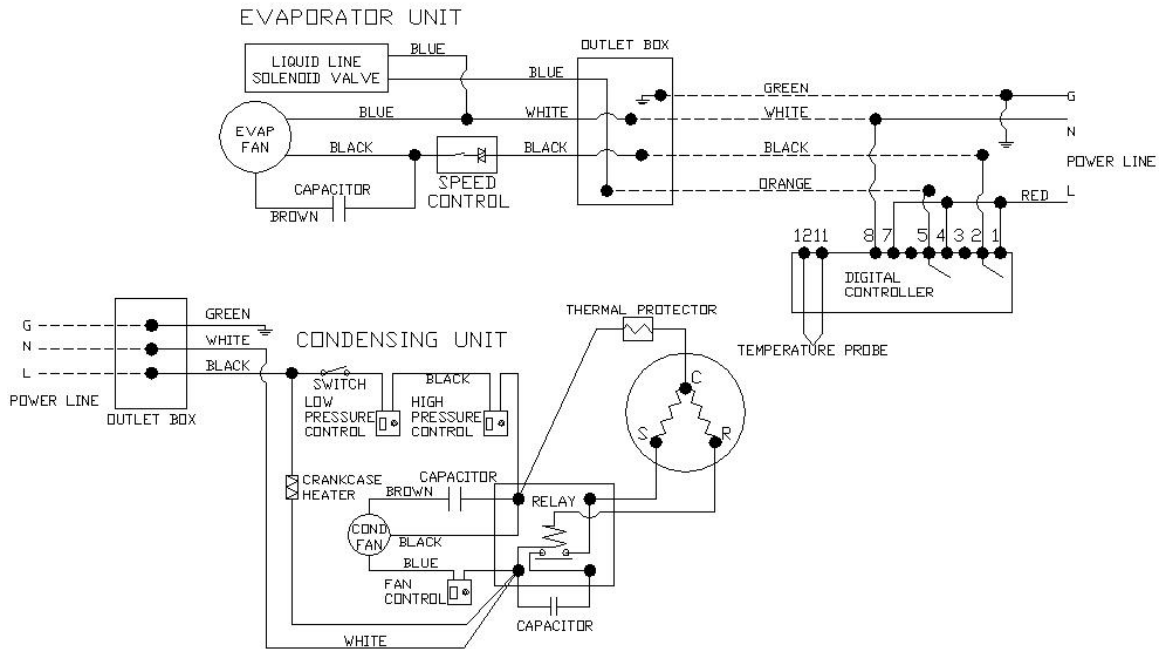 EVAPORATOR UNIT
BLUE
OUTLET BOX
LIQUID LINE
SOLENOID VALVE
BLUE
GREEN
G
BLUE
WHITE
WHITE
N
EVAP
FAN
BLACK
BLACK
BLACK
POWER LINE
SPEED
CONTROL
CAPACITOR
BROWN
ORANGE
RED
L
12 11 8 7 5 4 3 2 1
DIGITAL
CONTROLLER
TEMPERATURE PROBE
G
GREEN
N
WHITE
CONDENSING UNIT
THERMAL PROTECTOR
L
BLACK
SWITCH
BLACK
POWER LINE
OUTLET BOX
LOW
PRESSURE
CONTROL
HIGH
PRESSURE
CONTROL
C
S
R
CRANKCASE
HEATER
CAPACITOR
BROWN
RELAY
COND
FAN
BLACK
BLUE
FAN
CONTROL
CAPACITOR
WHITE